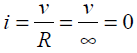 i = v/R = v/∞ = 0